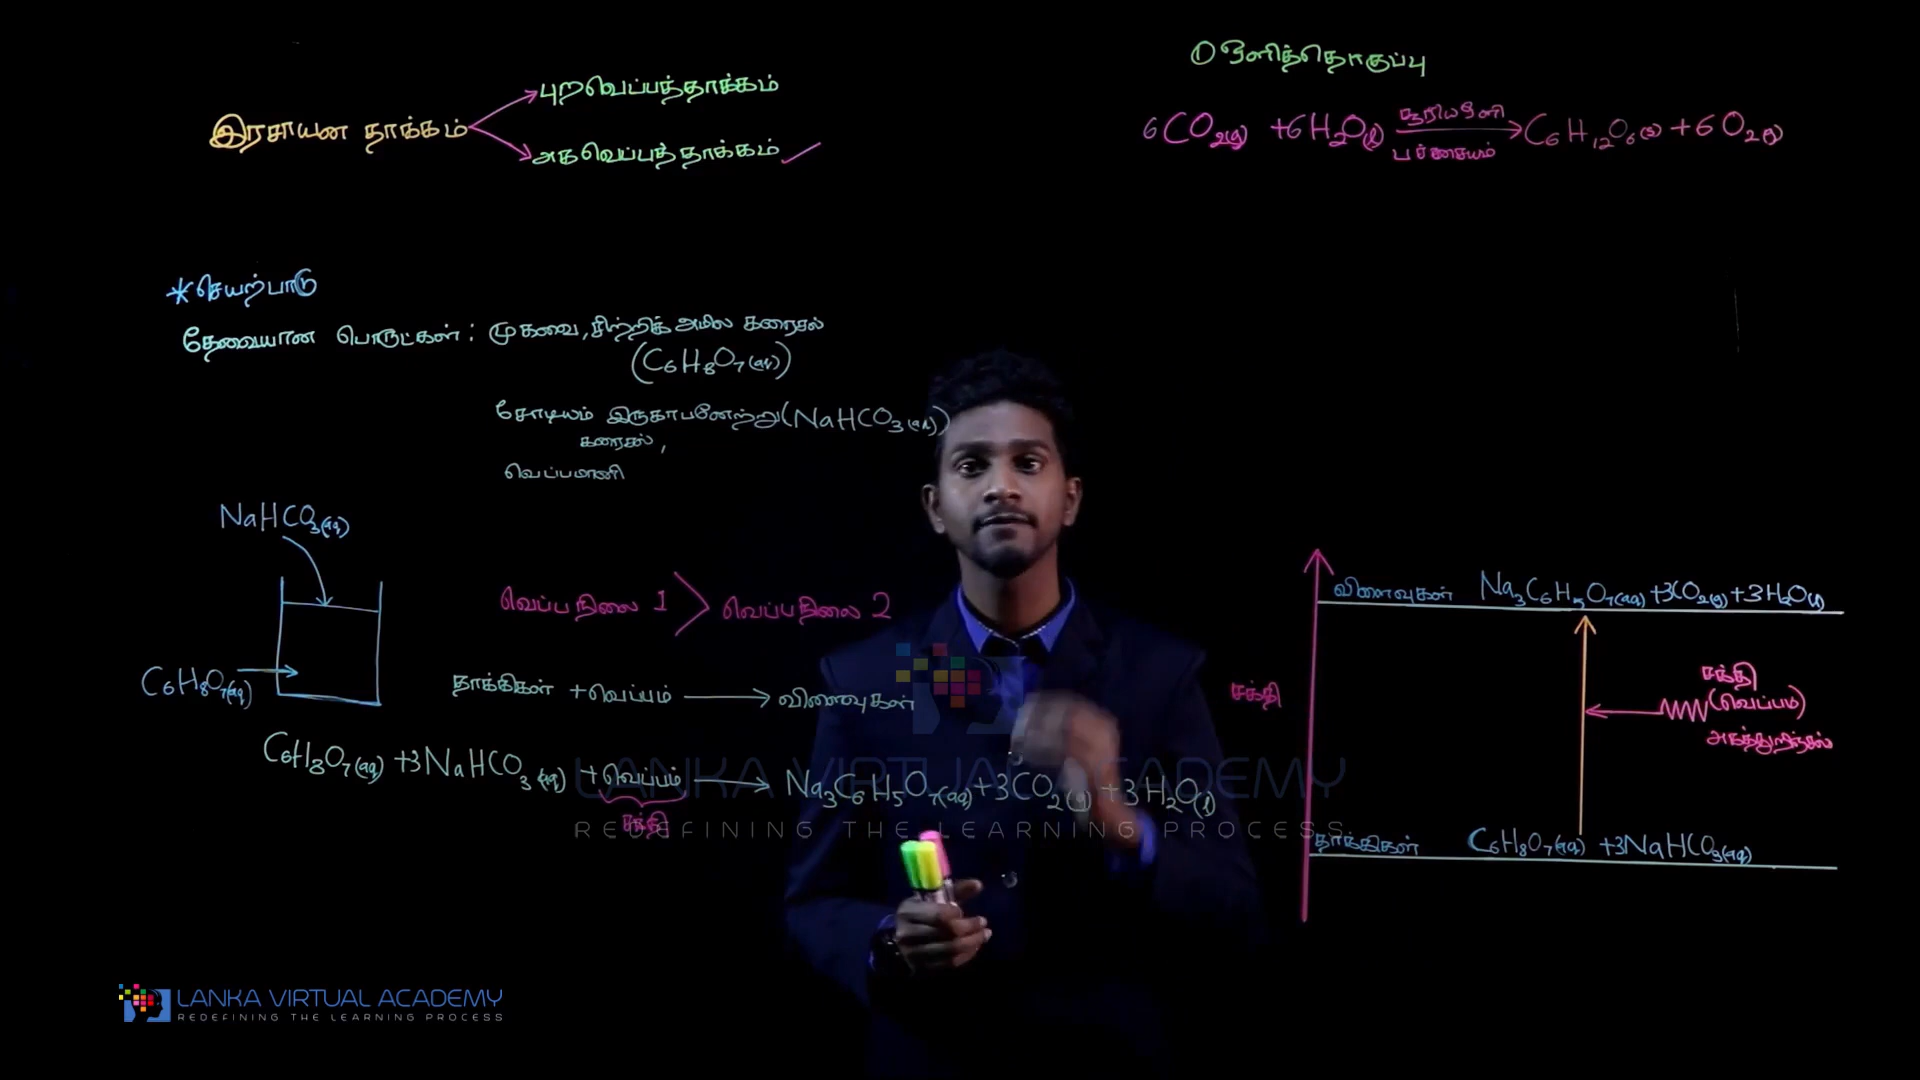 இரசாயன தாக்கம்
புறவெப்பத்தாக்கம்
அகவெப்பத்தாக்கம்
① ஒளித்தொகுப்பு
6CO2(g) + 6H2O(l) சூரியஒளி பச்சையம் → C6H12O6(s) + 6O2(g)
* செயற்பாடு
தேவையான பொருட்கள் : முகவை, சிற்றிக் அமில கரைசல்
(C6H8O7(aq))
சோடியம் இருகாபனேற்று (NaHCO3(aq))
கரைசல்,
வெப்பமானி
NaHCO3(aq)
C6H8O7(aq)
வெப்பநிலை 1 > வெப்பநிலை 2
தாக்கிகள் + வெப்பம் → விளைவுகள்
C6H8O7(aq) + 3NaHCO3(aq) + வெப்பம் → Na3C6H5O7(aq) + 3CO2(g) + 3H2O(l)
சக்தி
சக்தி
விளைவுகள் Na3C6H5O7(aq) + 3CO2(g) + 3H2O(l)
சக்தி
(வெப்பம்)
அகத்துறிஞ்சல்
தாக்கிகள் C6H8O7(aq) + 3NaHCO3(aq)
LANKA VIRTUAL ACADEMY
REDEFINING THE LEARNING PROCESS
LANKA VIRTUAL ACADEMY
REDEFINING THE LEARNING PROCESS